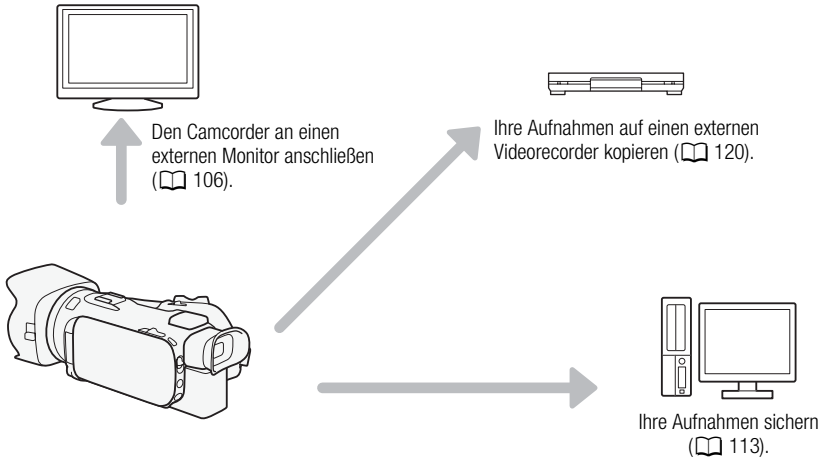 Den Camcorder an einen
externen Monitor anschließen
(106).
Ihre Aufnahmen auf einen externen
Videorecorder kopieren (120).
Ihre Aufnahmen sichern
(113).